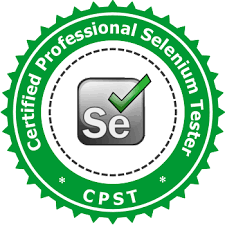 Certified Professional Selenium Tester
Se
* CPST *